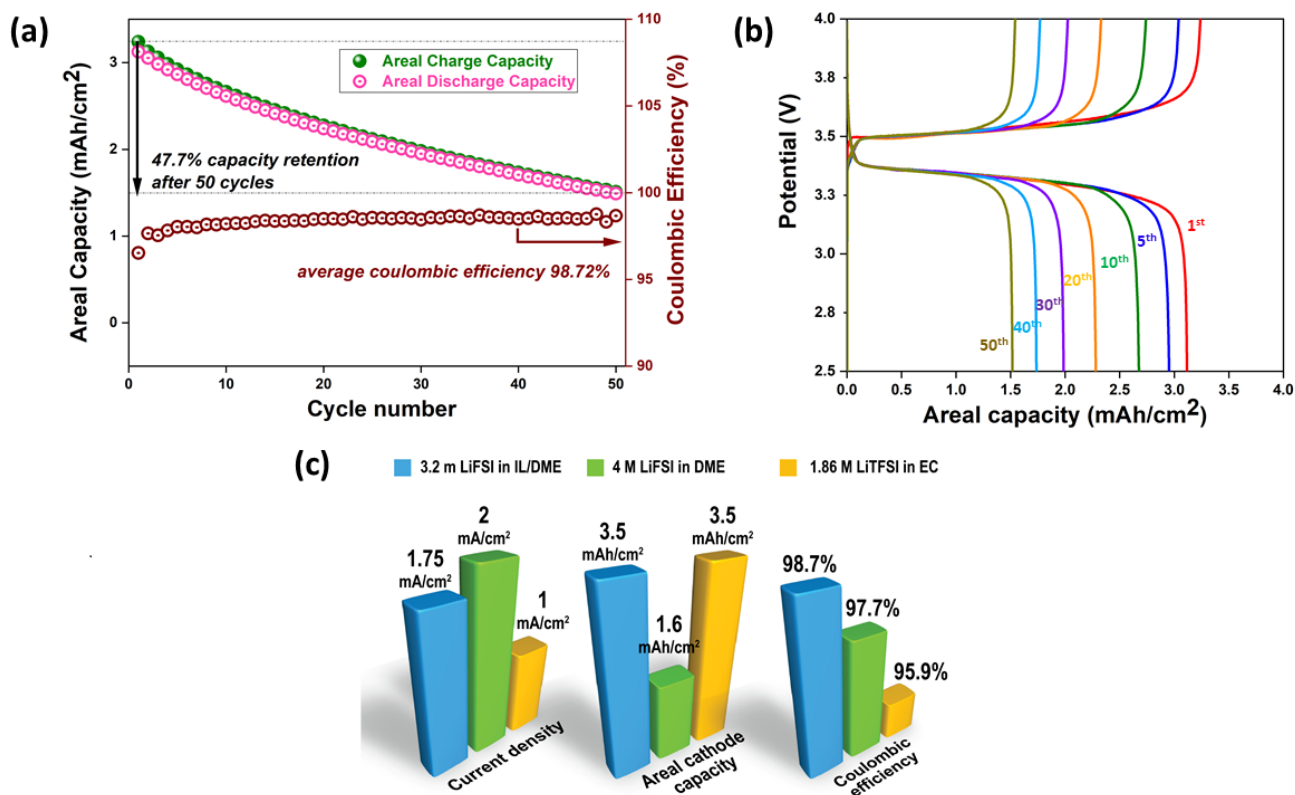 (a)
Areal Capacity (mAh/cm²)
3
2
1
0
Areal Charge Capacity
Areal Discharge Capacity
47.7% capacity retention
after 50 cycles
average coulombic efficiency 98.72%
0 10 20 30 40 50
Cycle number
110
105
100
95
90
Coulombic Efficiency (%)
(b)
Potential (V)
4.0
3.8
3.5
3.3
3.0
2.8
2.5
1st
5th
10th
20th
30th
40th
50th
0.0 0.5 1.0 1.5 2.0 2.5 3.0 3.5 4.0
Areal capacity (mAh/cm²)
(c)
3.2 m LiFSI in IL/DME
4 M LiFSI in DME
1.86 M LiTFSI in EC
1.75
mA/cm²
2
mA/cm²
1
mA/cm²
Current density
3.5
mAh/cm²
1.6
mAh/cm²
3.5
mAh/cm²
Areal cathode
capacity
98.7%
97.7%
95.9%
Coulombic
efficiency